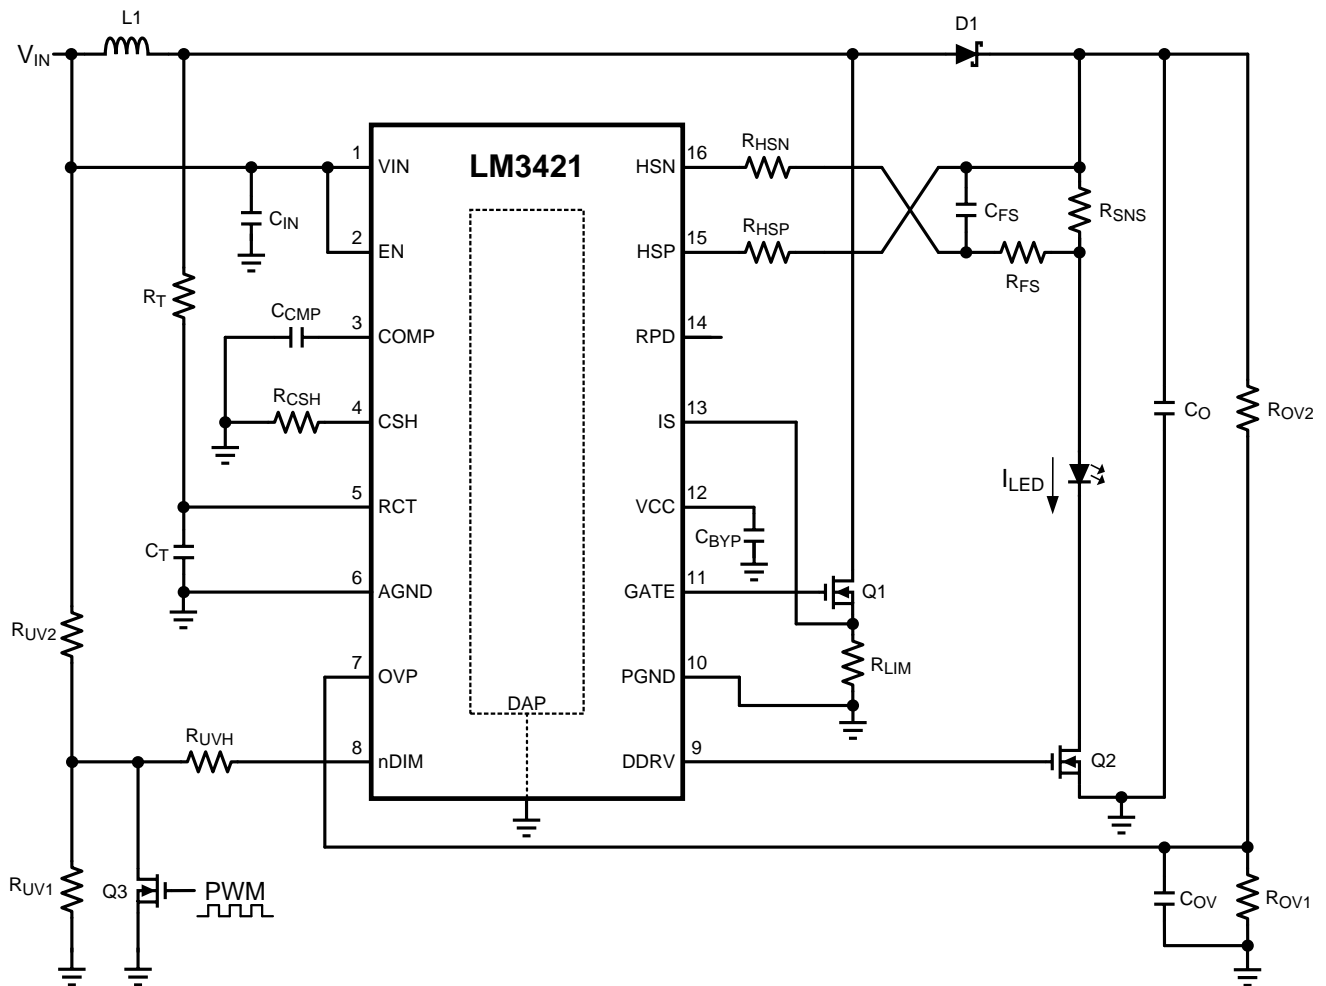 L1
D1
VIN
LM3421
1
VIN
HSN
16
RHSN
CIN
CFS
RSNS
2
EN
HSP
15
RHSP
RFS
RT
CCMP
3
COMP
RPD
14
RCSH
4
CSH
IS
13
CO
ROV2
ILED
5
RCT
VCC
12
CT
CBYP
6
AGND
GATE
11
Q1
RUV2
7
OVP
PGND
10
RLIM
DAP
RUVH
8
nDIM
DDRV
9
Q2
RUV1
Q3
PWM
COV
ROV1